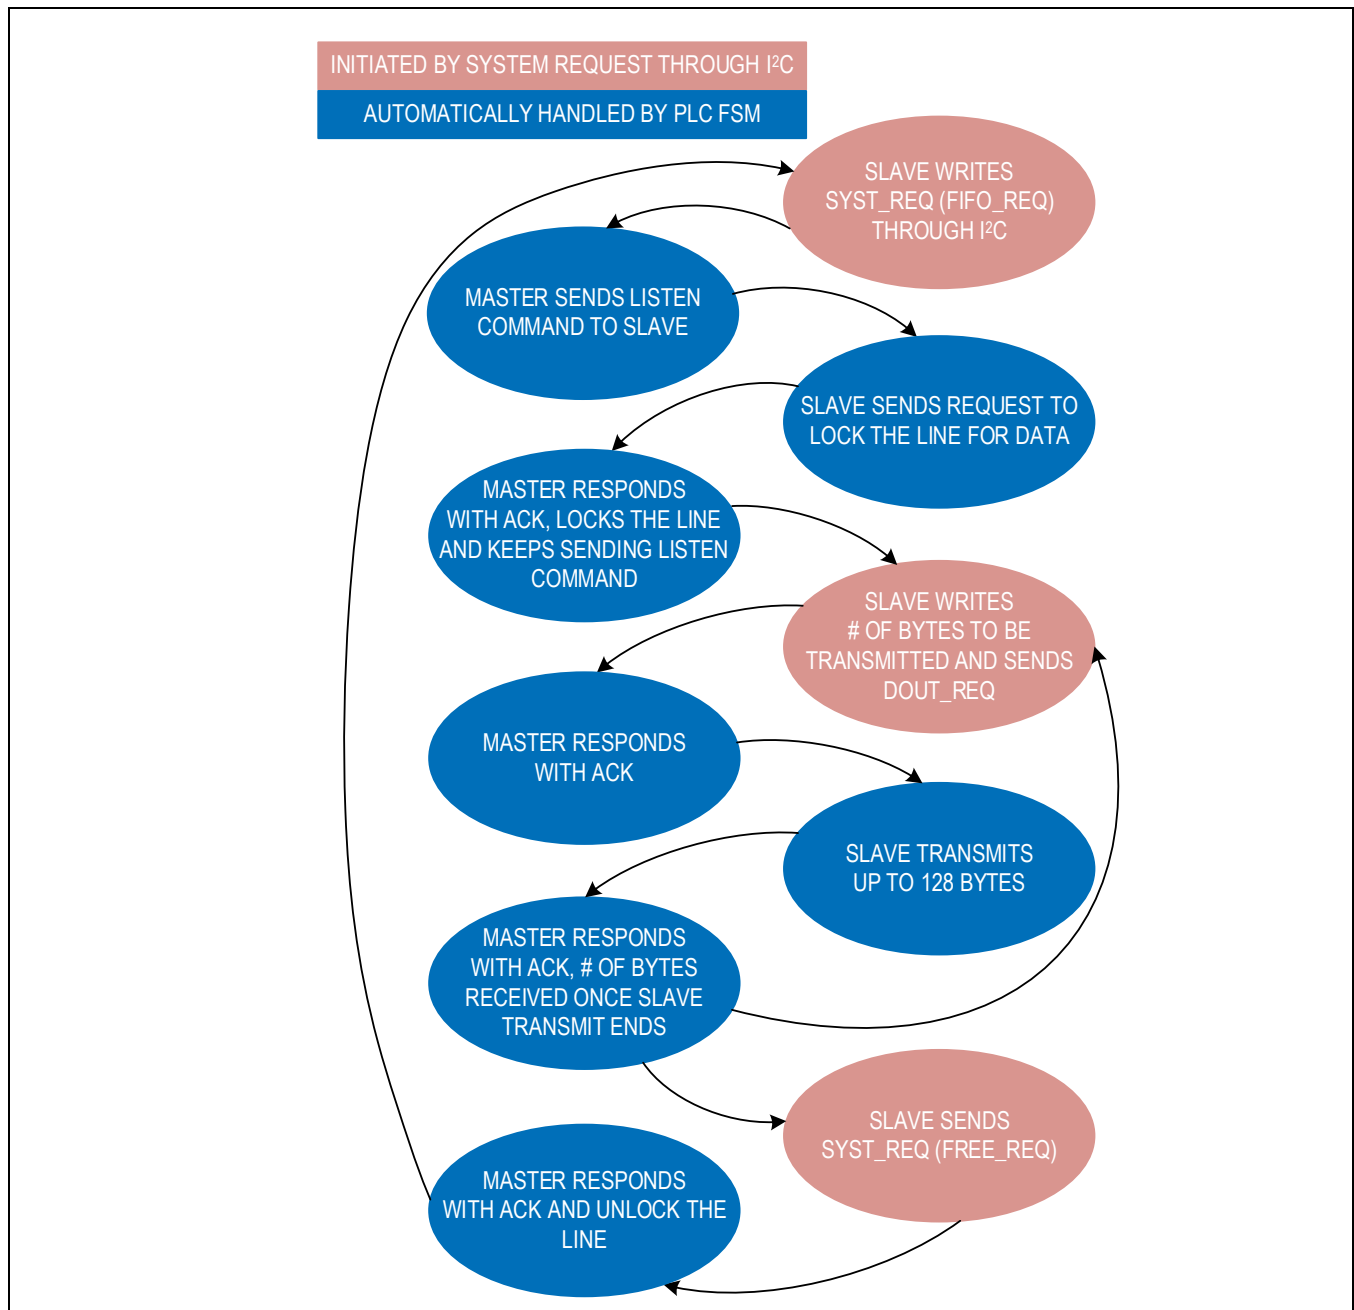 INITIATED BY SYSTEM REQUEST THROUGH I²C
AUTOMATICALLY HANDLED BY PLC FSM
SLAVE WRITES
SYST_REQ (FIFO_REQ)
THROUGH I²C
MASTER SENDS LISTEN
COMMAND TO SLAVE
SLAVE SENDS REQUEST TO
LOCK THE LINE FOR DATA
MASTER RESPONDS
WITH ACK, LOCKS THE LINE
AND KEEPS SENDING LISTEN
COMMAND
SLAVE WRITES
# OF BYTES TO BE
TRANSMITTED AND SENDS
DOUT_REQ
MASTER RESPONDS
WITH ACK
SLAVE TRANSMITS
UP TO 128 BYTES
MASTER RESPONDS
WITH ACK, # OF BYTES
RECEIVED ONCE SLAVE
TRANSMIT ENDS
SLAVE SENDS
SYST_REQ (FREE_REQ)
MASTER RESPONDS
WITH ACK AND UNLOCK THE
LINE